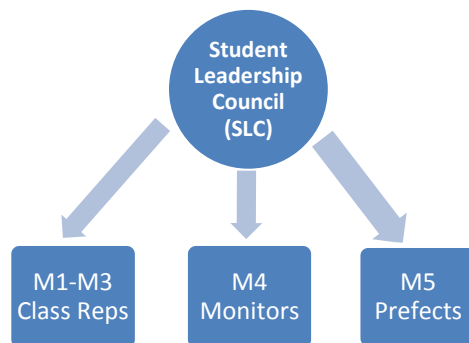 Student
Leadership
Council
(SLC)
M1-M3
Class Reps
M4
Monitors
M5
Prefects